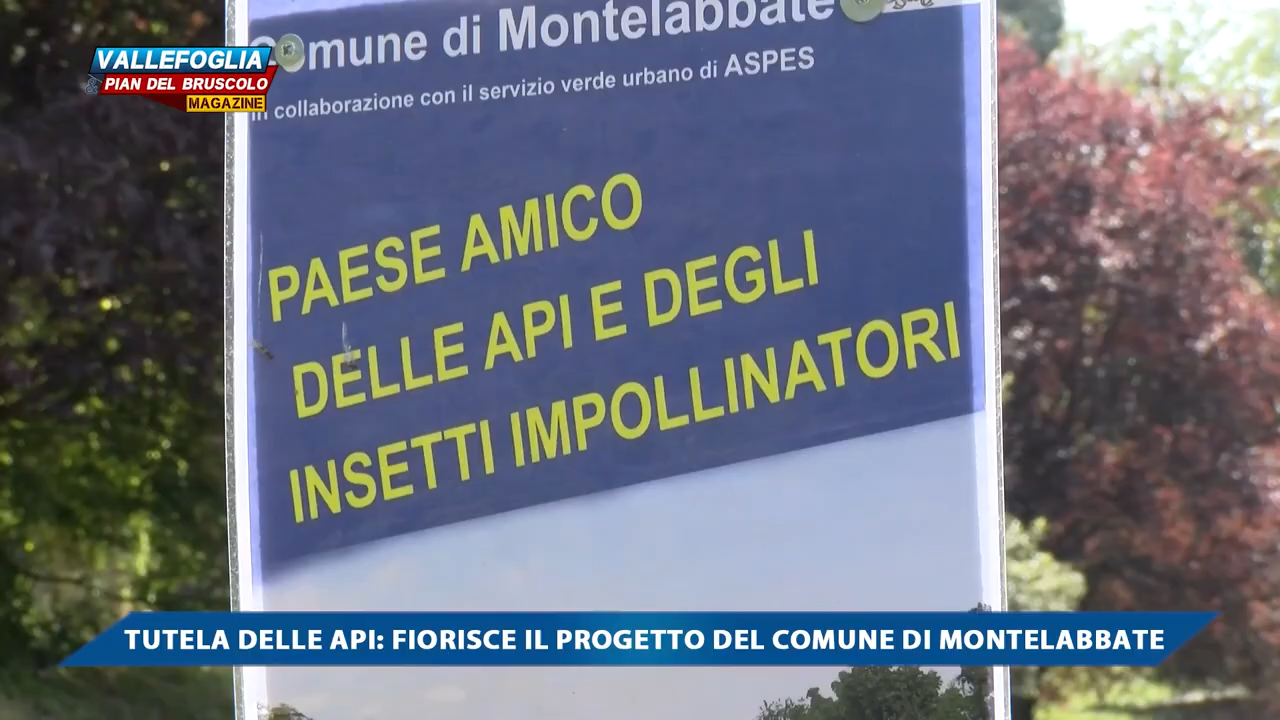 Comune di Montelabbate
in collaborazione con il servizio verde urbano di ASPES
VALLEFOGLIA
& PIAN DEL BRUSCOLO
MAGAZINE
PAESE AMICO
DELLE API E DEGLI
INSETTI IMPOLLINATORI
TUTELA DELLE API: FIORISCE IL PROGETTO DEL COMUNE DI MONTELABBATE